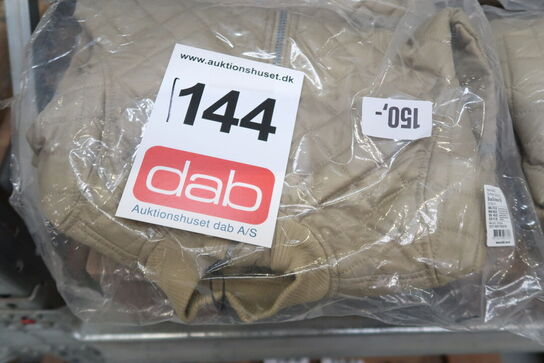 www.auktionshuset.dk
144
dab
Auktionshuset dab A/S
150,-